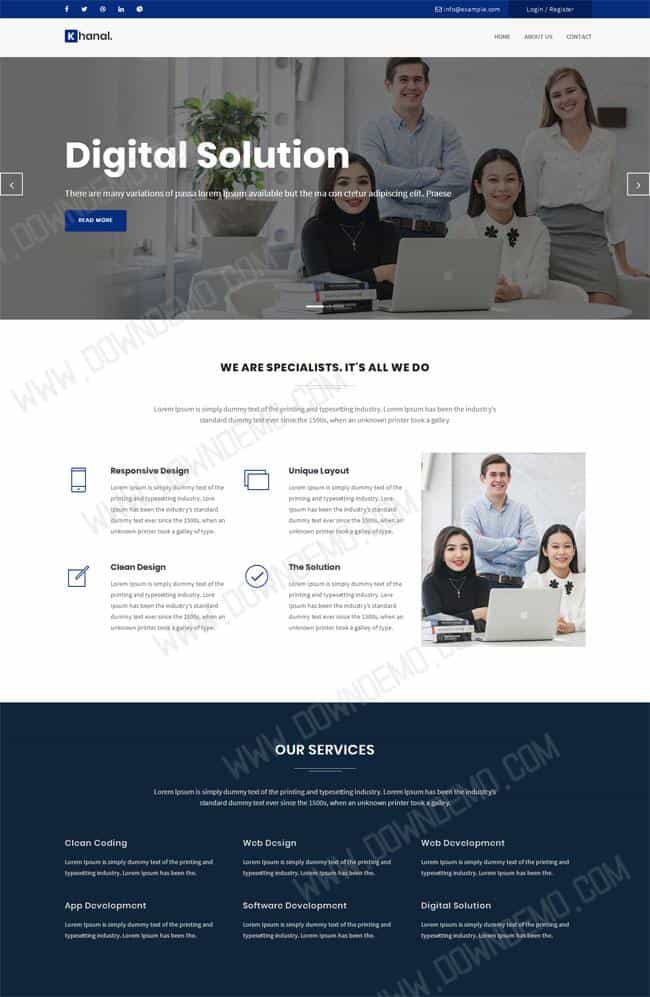 info@example.com
Login / Register
Khanal.
HOME
ABOUT US
CONTACT
Digital Solution
There are many variations of passa lorem Ipsum available but the ma con ctetur adipiscing elit. Praese
READ MORE
WE ARE SPECIALISTS. IT'S ALL WE DO
Lorem Ipsum is simply dummy text of the printing and typesetting industry. Lorem Ipsum has been the industry's
standard dummy text ever since the 1500s, when an unknown printer took a galley.
Responsive Design
Lorem Ipsum is simply dummy text of the
printing and typesetting industry. Lore
Ipsum has been the industry's standard
dummy text ever since the 1500s, when an
unknown printer took a galley of type.
Unique Layout
Lorem Ipsum is simply dummy text of the
printing and typesetting industry. Lore
Ipsum has been the industry's standard
dummy text ever since the 1500s, when an
unknown printer took a galley of type.
Clean Design
Lorem Ipsum is simply dummy text of the
printing and typesetting industry. Lore
Ipsum has been the industry's standard
dummy text ever since the 1500s, when an
unknown printer took a galley of type.
The Solution
Lorem Ipsum is simply dummy text of the
printing and typesetting industry. Lore
Ipsum has been the industry's standard
dummy text ever since the 1500s, when an
unknown printer took a galley of type.
OUR SERVICES
Lorem Ipsum is simply dummy text of the printing and typesetting industry. Lorem Ipsum has been the industry's
standard dummy text ever since the 1500s, when an unknown printer took a galley.
Clean Coding
Lorem Ipsum is simply dummy text of the printing and
typesetting industry. Lorem Ipsum has been the.
Web Design
Lorem Ipsum is simply dummy text of the printing and
typesetting industry. Lorem Ipsum has been the.
Web Development
Lorem Ipsum is simply dummy text of the printing and
typesetting industry. Lorem Ipsum has been the.
App Development
Lorem Ipsum is simply dummy text of the printing and
typesetting industry. Lorem Ipsum has been the.
Software Development
Lorem Ipsum is simply dummy text of the printing and
typesetting industry. Lorem Ipsum has been the.
Digital Solution
Lorem Ipsum is simply dummy text of the printing and
typesetting industry. Lorem Ipsum has been the.
WWW.DOWNDEMO.COM
WWW.DOWNDEMO.COM
WWW.DOWNDEMO.COM
WWW.DOWNDEMO.COM
WWW.DOWNDEMO.COM
WWW.DOWNDEMO.COM
WWW.DOWNDEMO.COM